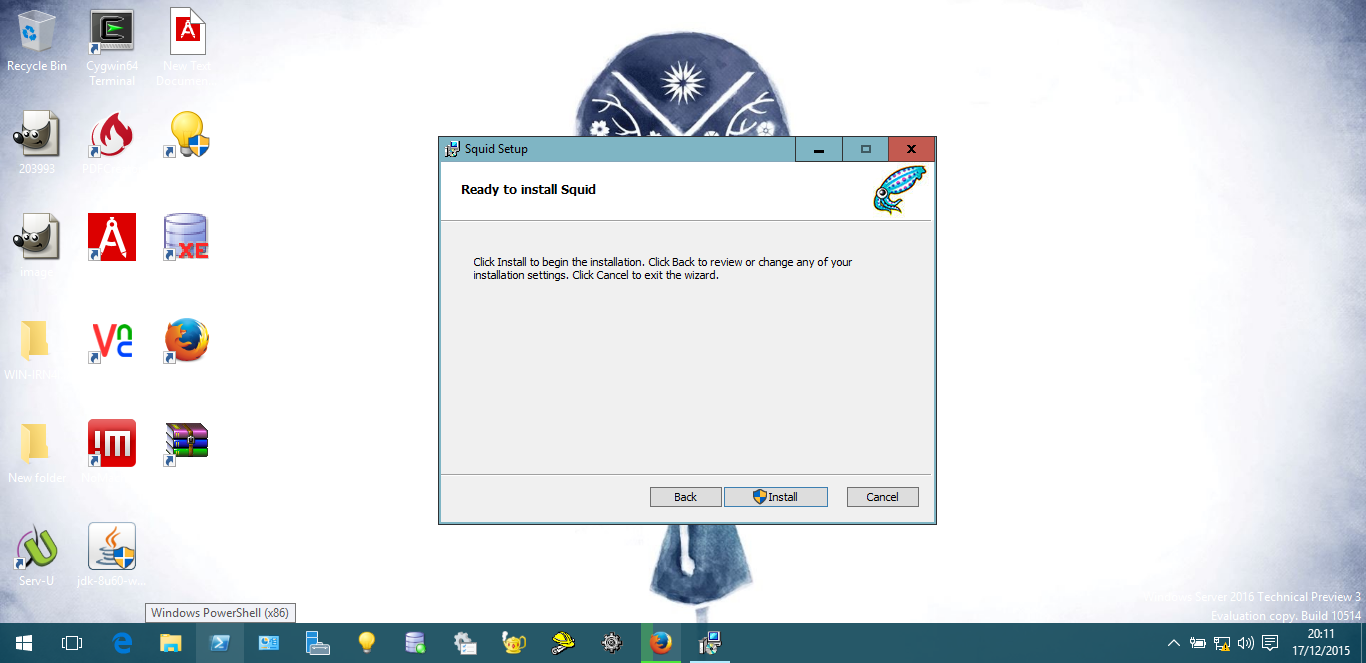 Recycle Bin
Cygwin64
Terminal
New Text
Documen...
203993
image
New folder
Serv-U
jdk-8u60-w...
XE
Squid Setup
Ready to install Squid
Click Install to begin the installation. Click Back to review or change any of your
installation settings. Click Cancel to exit the wizard.
Back
Install
Cancel
Windows PowerShell (x86)
Windows Server 2016 Technical Preview 3
Evaluation copy. Build 10514
20:11
17/12/2015